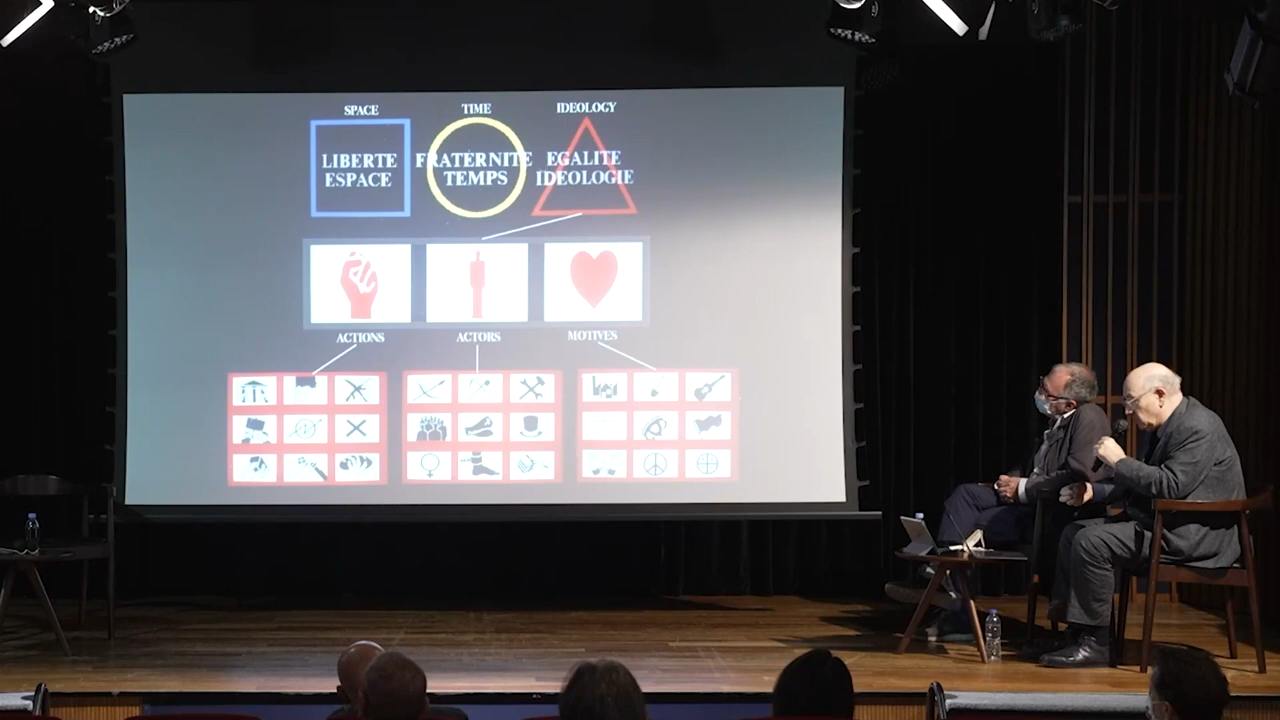 SPACE
TIME
IDEOLOGY
LIBERTE
ESPACE
FRATERNITE
TEMPS
EGALITE
IDEOLOGIE
ACTIONS
ACTORS
MOTIVES